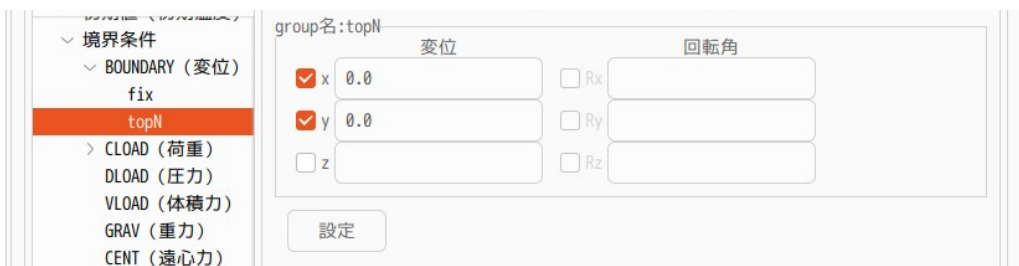 境界条件
BOUNDARY (変位)
fix
topN
CLOAD (荷重)
DLOAD (圧力)
VLOAD (体積力)
GRAV (重力)
CENT (遠心力)
group名:topN
変位 回転角
x 0.0 Rx
y 0.0 Ry
z Rz
設定